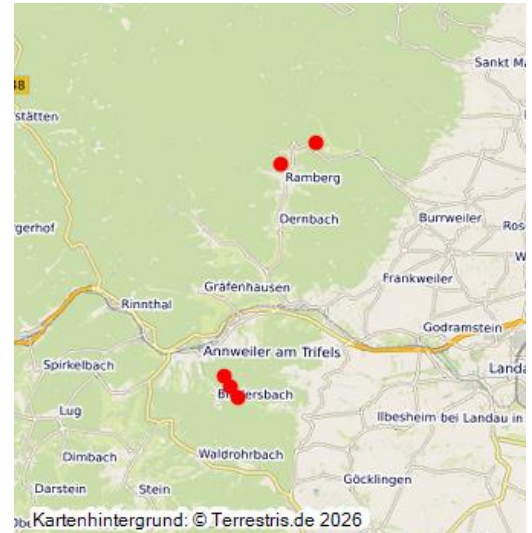 Sankt Ma
48
stätten
Ramberg
Dernbach
Burrweiler
Ros
gerhof
W
Gräfenhausen
Frankweiler
Rinnthal
Godramstein
Annweiler am Trifels
Spirkelbach
Landa
Lug
Ilbesheim bei Landau in
Waldrohrbach
Dimbach
Göcklingen
Darstein
Stein
Kartenhintergrund: © Terrestris.de 2026